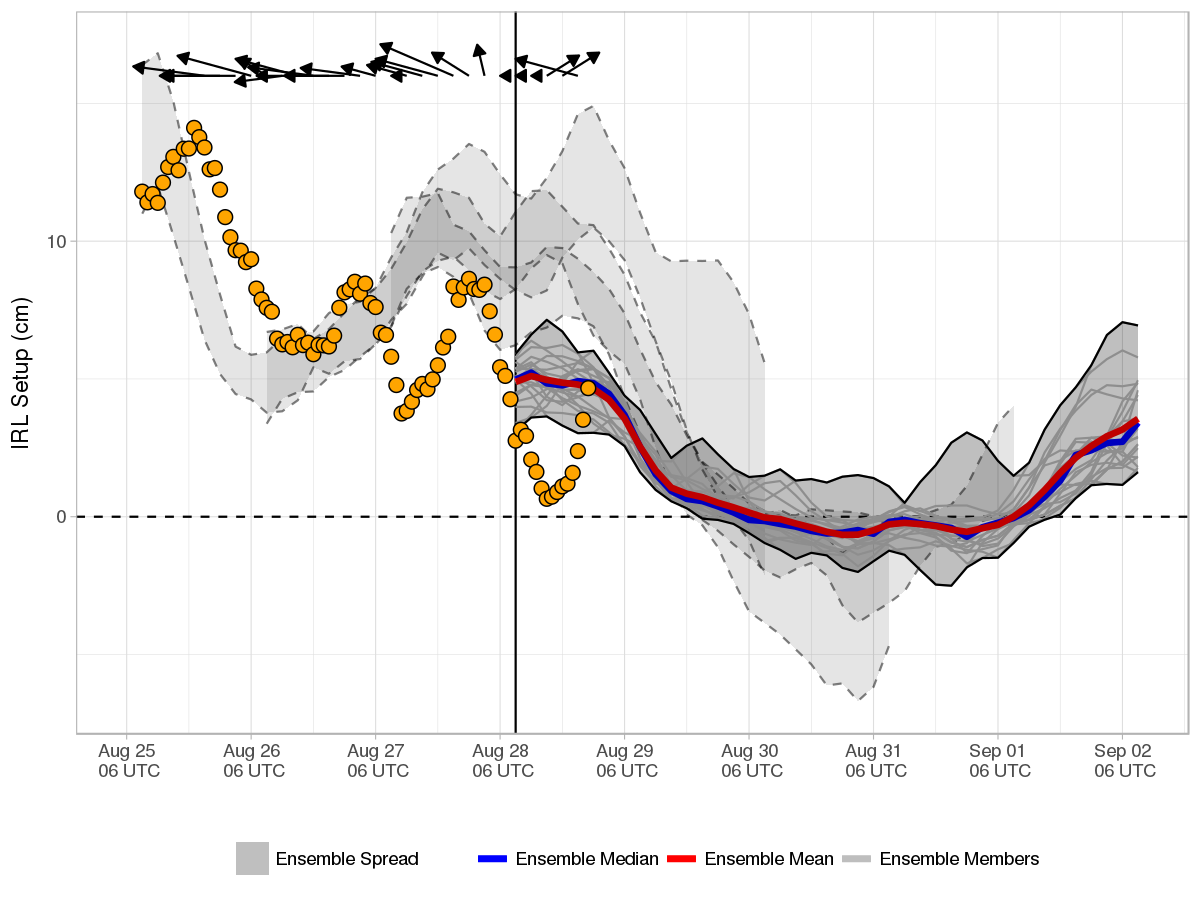 IRL Setup (cm)
10
0
Aug 25
06 UTC
Aug 26
06 UTC
Aug 27
06 UTC
Aug 28
06 UTC
Aug 29
06 UTC
Aug 30
06 UTC
Aug 31
06 UTC
Sep 01
06 UTC
Sep 02
06 UTC
Ensemble Spread
Ensemble Median
Ensemble Mean
Ensemble Members